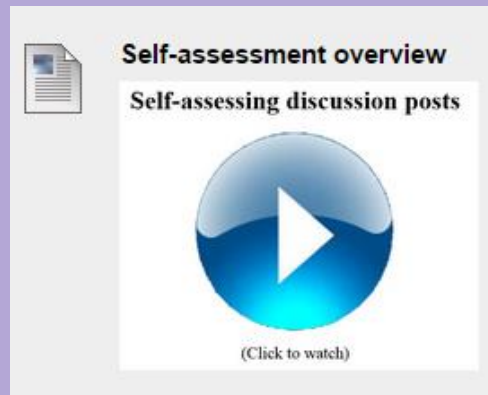 Self-assessment overview
Self-assessing discussion posts
(Click to watch)